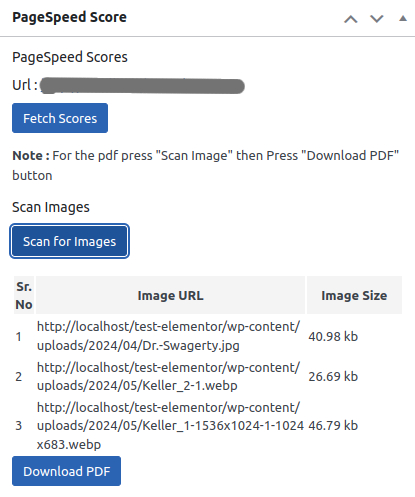 PageSpeed Score
PageSpeed Scores
Url :
Fetch Scores
Note : For the pdf press "Scan Image" then Press "Download PDF"
button
Scan Images
Scan for Images
Sr. No Image URL Image Size
1 http://localhost/test-elementor/wp-content/ 40.98 kb
uploads/2024/04/Dr.-Swagerty.jpg
2 http://localhost/test-elementor/wp-content/ 26.69 kb
uploads/2024/05/Keller_2-1.webp
3 http://localhost/test-elementor/wp-content/
uploads/2024/05/Keller_1-1536x1024-1-1024 46.79 kb
x683.webp
Download PDF